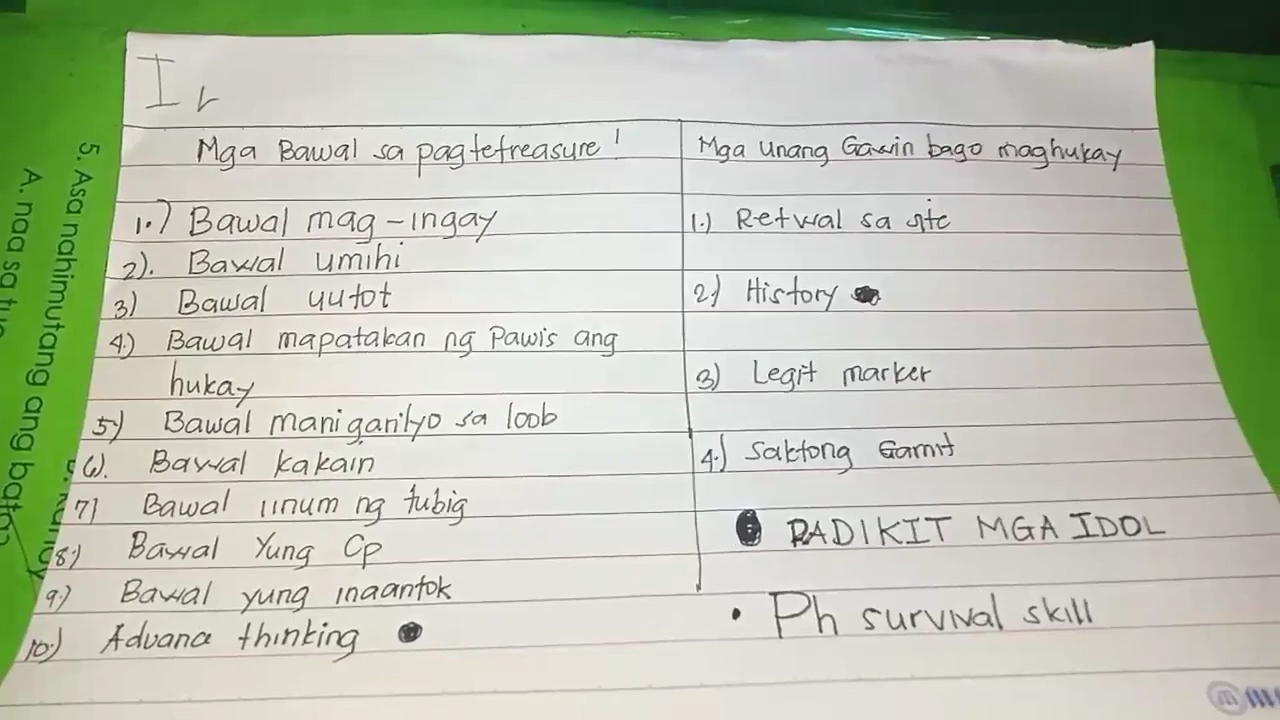 I r
Mga Bawal sa pagtetreasure!
1.) Bawal mag-ingay
2). Bawal umihi
3) Bawal uutot
4.) Bawal mapatakan ng Pawis ang
hukay
5.) Bawal manigarilyo sa loob
6). Bawal kakain
7) Bawal iinum ng tubig
8.) Bawal Yung Cp
9.) Bawal yung inaantok
10.) Advance thinking
Mga unang Gawin bago maghukay
1.) Retwal sa site
2.) History
3) Legit marker
4.) Saktong Gamit
PADIKIT MGA IDOL
• Ph survival skill
5. Asa nahimutang ang bata
A. naa sa